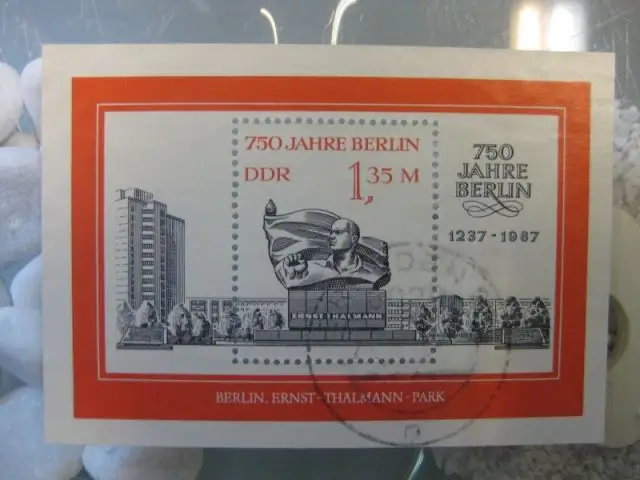 750 JAHRE BERLIN
DDR 1,35 M
750
JAHRE
BERLIN
1237-1987
ERNST THÄLMANN
BERLIN, ERNST-THÄLMANN-PARK